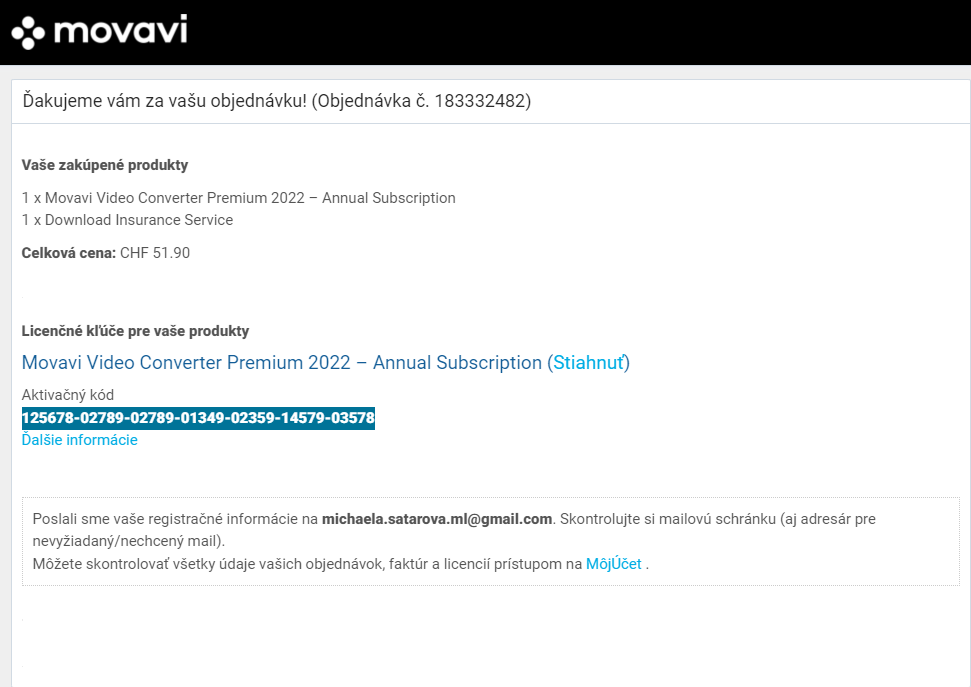 movavi
Ďakujeme vám za vašu objednávku! (Objednávka č. 183332482)
Vaše zakúpené produkty
1 x Movavi Video Converter Premium 2022 – Annual Subscription
1 x Download Insurance Service
Celková cena: CHF 51.90
Licenčné kľúče pre vaše produkty
Movavi Video Converter Premium 2022 – Annual Subscription (Stiahnuť)
Aktivačný kód
125678-02789-02789-01349-02359-14579-03578
Ďalšie informácie
Poslali sme vaše registračné informácie na michaela.satarova.ml@gmail.com. Skontrolujte si mailovú schránku (aj adresár pre
nevyžiadaný/nechcený mail).
Môžete skontrolovať všetky údaje vašich objednávok, faktúr a licencií prístupom na MôjÚčet .